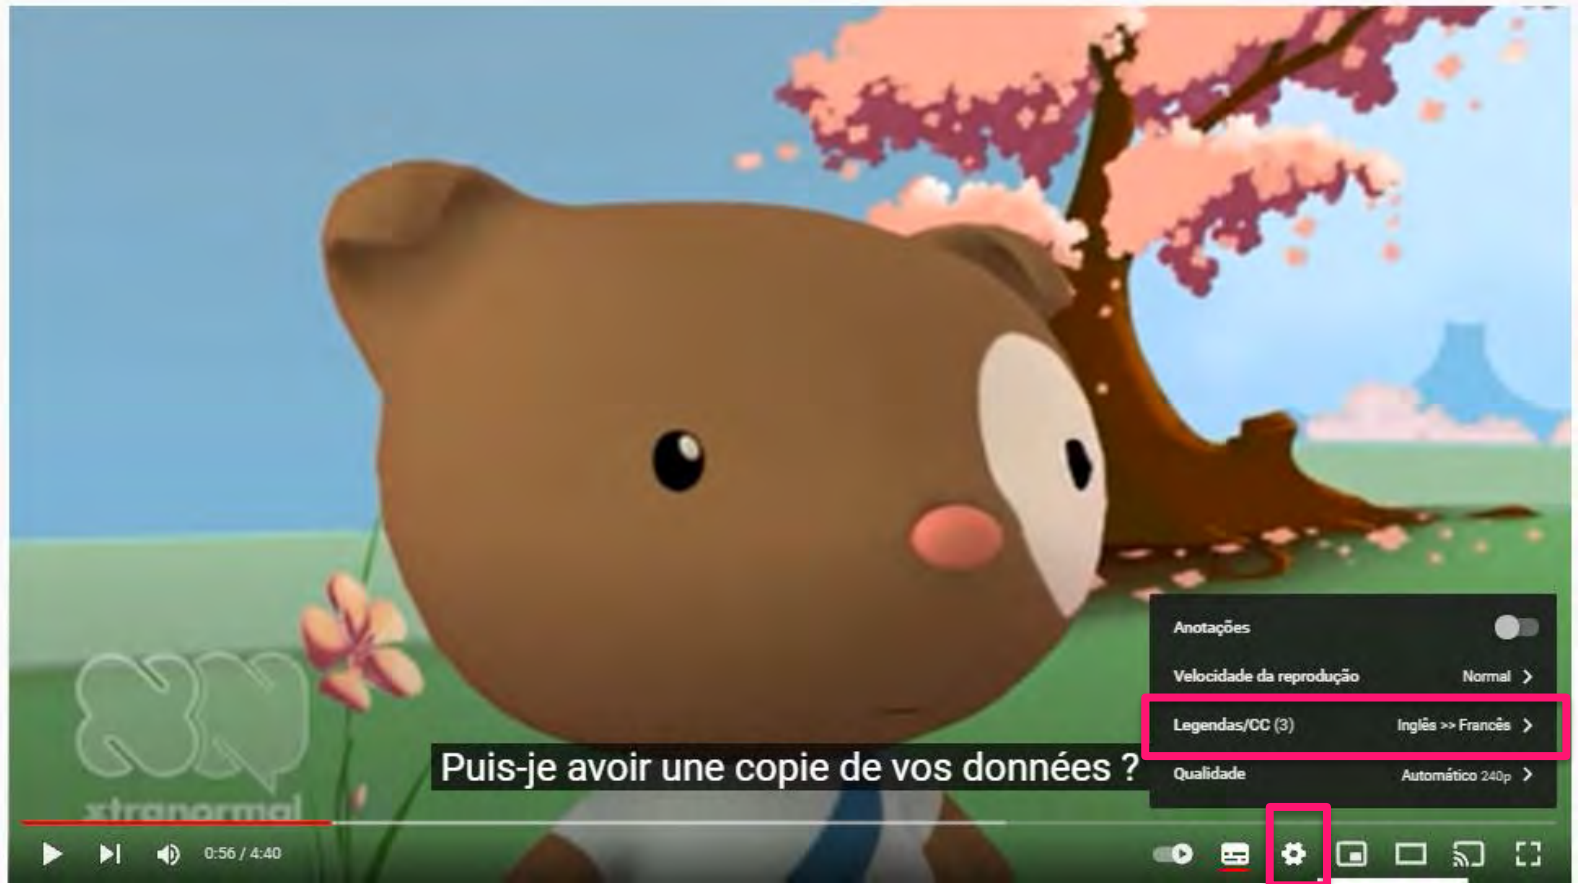 Anotações
Velocidade da reprodução Normal
Legendas/CC (3) Inglês >> Francês
Puis-je avoir une copie de vos données ?
Qualidade Automático 240p
xtranormal
0:56 / 4:40